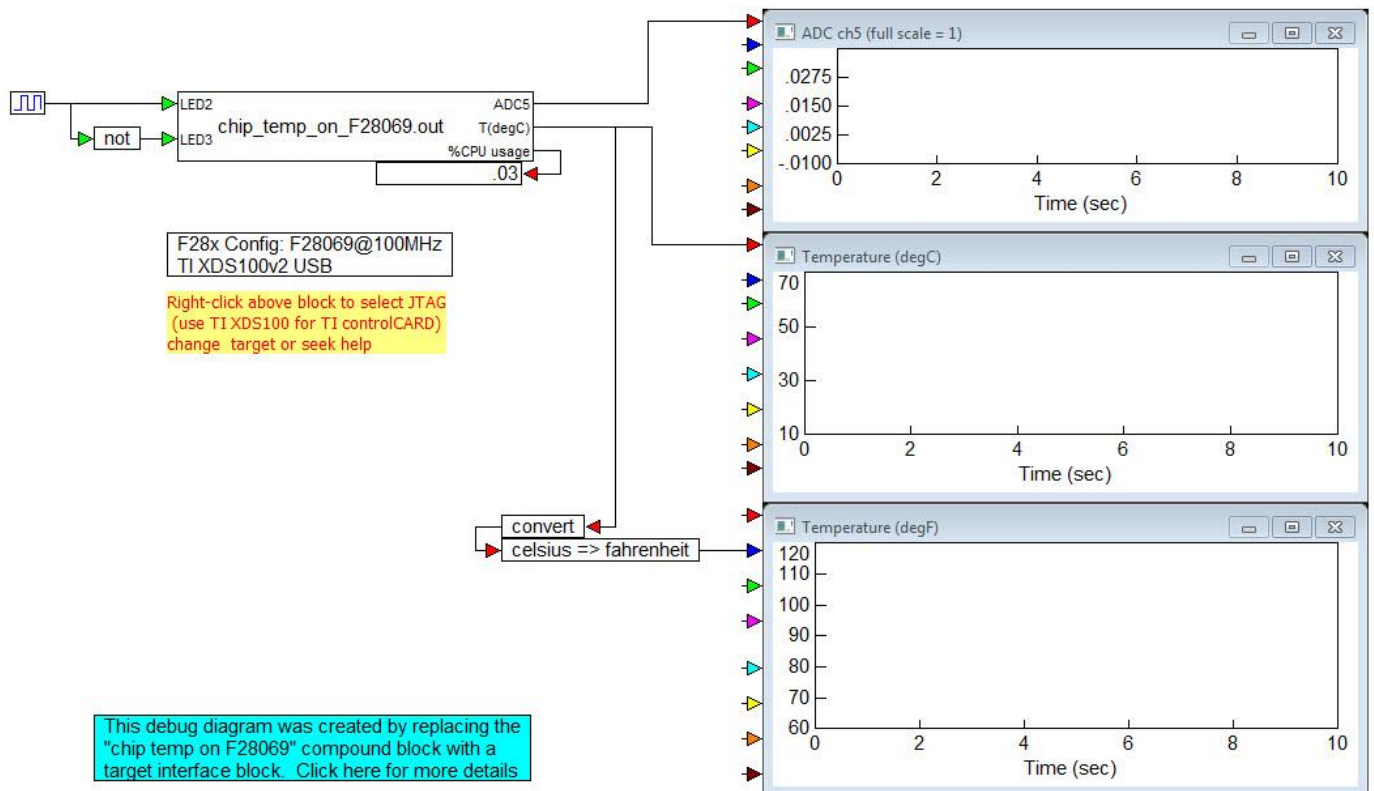 ADC ch5 (full scale = 1)
.0275
.0150
.0025
-.0100
0 2 4 6 8 10
Time (sec)
LED2
LED3
chip_temp_on_F28069.out
ADC5
T(degC)
%CPU usage
.03
not
F28x Config: F28069@100MHz
TI XDS100v2 USB
Right-click above block to select JTAG
(use TI XDS100 for TI controlCARD)
change target or seek help
Temperature (degC)
70
50
30
10
0 2 4 6 8 10
Time (sec)
convert
celsius => fahrenheit
Temperature (degF)
120
110
100
90
80
70
60
0 2 4 6 8 10
Time (sec)
This debug diagram was created by replacing the
"chip temp on F28069" compound block with a
target interface block. Click here for more details